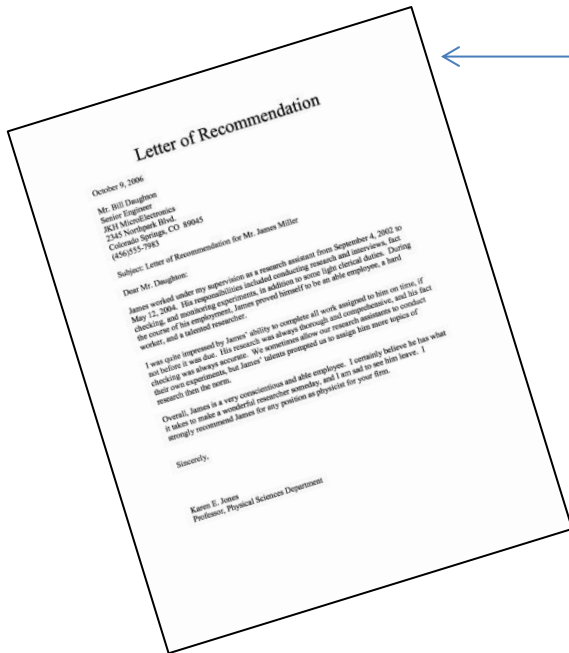 Letter of Recommendation
October 9, 2006
Mr. Bill Daughton
Senior Engineer
JKH MicroElectronics
2345 Northpark Blvd.
Colorado Springs, CO 89045
(456)555-7983
Subject: Letter of Recommendation for Mr. James Miller
Dear Mr. Daughton:
James worked under my supervision as a research assistant from September 4, 2002 to
May 12, 2004. His responsibilities included conducting research and interviews, fact
checking, and monitoring experiments, in addition to some light clerical duties. During
the course of his employment, James proved himself to be an able employee, a hard
worker, and a talented researcher.
I was quite impressed by James' ability to complete all work assigned to him on time, if
not before it was due. His research was always thorough and comprehensive, and his fact
checking was always accurate. We sometimes allow our research assistants to conduct
their own experiments, but James' talents prompted us to assign him more topics of
research then the norm.
Overall, James is a very conscientious and able employee. I certainly believe he has what
it takes to make a wonderful researcher someday, and I am sad to see him leave. I
strongly recommend James for any position as physicist for your firm.
Sincerely,
Karen E. Jones
Professor, Physical Sciences Department